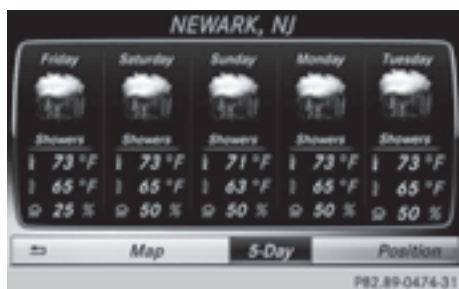 NEWARK, NJ
Friday Saturday Sunday Monday Tuesday
Showers Showers Showers Showers Showers
73 °F 73 °F 71 °F 73 °F 73 °F
65 °F 65 °F 63 °F 65 °F 65 °F
25 % 50 % 50 % 50 % 50 %
Map 5-Day Position
P82.89-0474-31